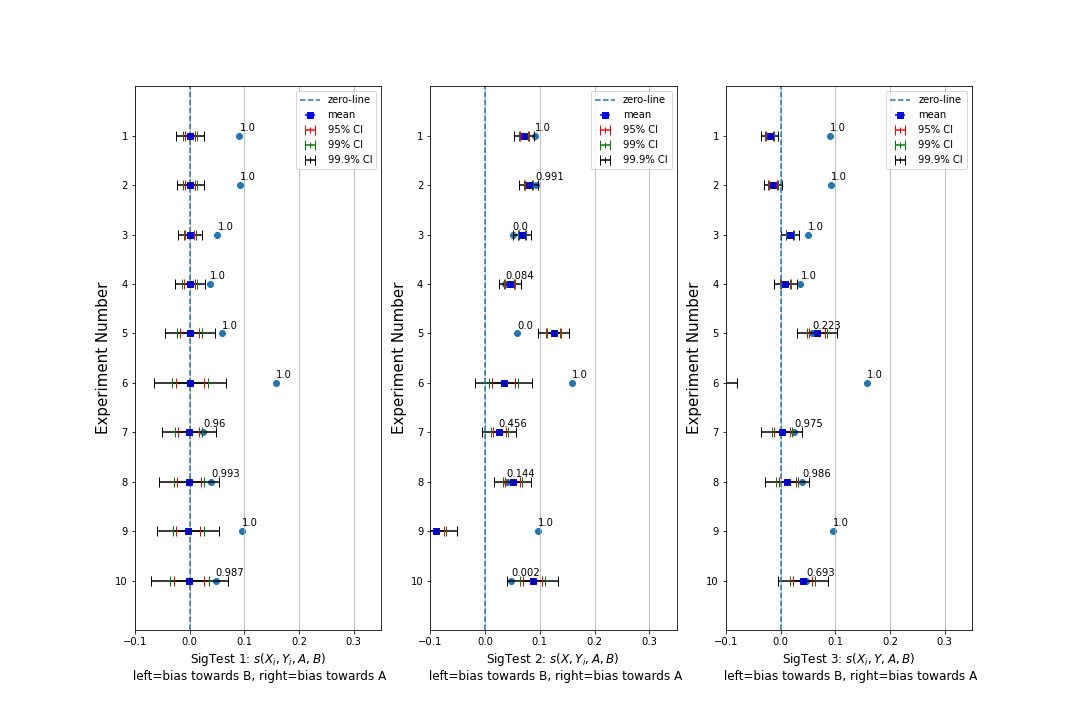 zero-line
mean
95% CI
99% CI
99.9% CI
1
2
3
4
5
6
7
8
9
10
1.0
1.0
1.0
1.0
1.0
1.0
0.96
0.993
1.0
0.987
Experiment Number
−0.1 0.0 0.1 0.2 0.3
SigTest 1: s(X_i, Y_i, A, B)
left=bias towards B, right=bias towards A
zero-line
mean
95% CI
99% CI
99.9% CI
1
2
3
4
5
6
7
8
9
10
1.0
0.991
0.0
0.084
0.0
1.0
0.456
0.144
1.0
0.002
Experiment Number
−0.1 0.0 0.1 0.2 0.3
SigTest 2: s(X, Y_i, A, B)
left=bias towards B, right=bias towards A
zero-line
mean
95% CI
99% CI
99.9% CI
1
2
3
4
5
6
7
8
9
10
1.0
1.0
1.0
1.0
0.223
1.0
0.975
0.986
1.0
0.693
Experiment Number
−0.1 0.0 0.1 0.2 0.3
SigTest 3: s(X_i, Y, A, B)
left=bias towards B, right=bias towards A